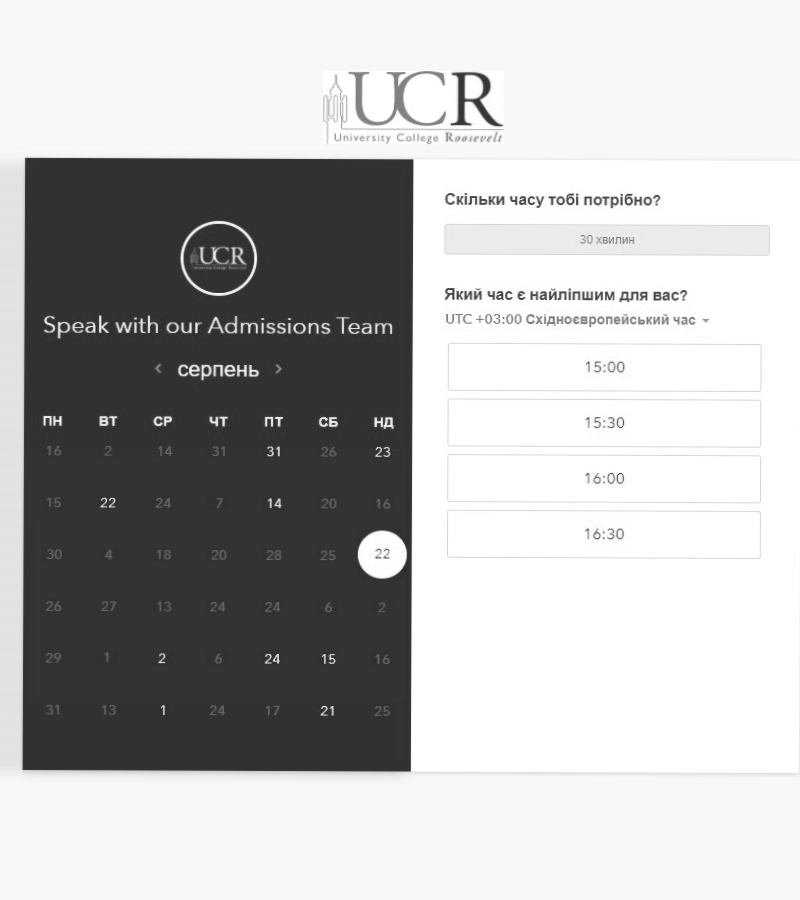 UCR
University College Roosevelt
UCR
University College Roosevelt
Speak with our Admissions Team
серпень
ПН ВТ СР ЧТ ПТ СБ НД
16 2 14 31 31 26 23
15 22 24 7 14 20 16
30 4 18 20 28 25 22
26 27 13 24 24 6 2
29 1 2 6 24 15 16
31 13 1 24 17 21 25
Скільки часу тобі потрібно?
30 хвилин
Який час є найліпшим для вас?
UTC +03:00 Східноєвропейський час
15:00
15:30
16:00
16:30